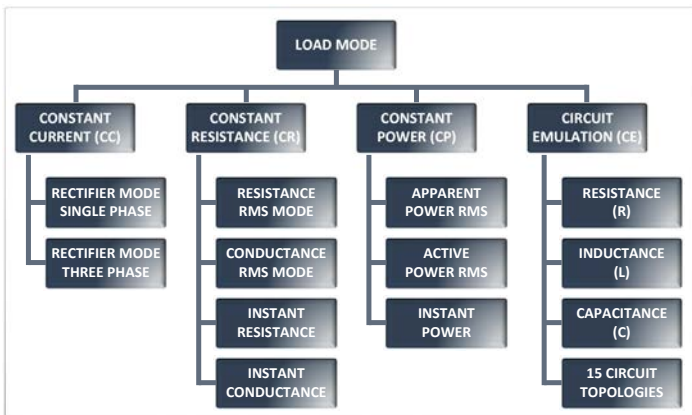 LOAD MODE
CONSTANT
CURRENT (CC)
CONSTANT
RESISTANCE (CR)
CONSTANT
POWER (CP)
CIRCUIT
EMULATION (CE)
RECTIFIER MODE
SINGLE PHASE
RECTIFIER MODE
THREE PHASE
RESISTANCE
RMS MODE
CONDUCTANCE
RMS MODE
INSTANT
RESISTANCE
INSTANT
CONDUCTANCE
APPARENT
POWER RMS
ACTIVE
POWER RMS
INSTANT
POWER
RESISTANCE
(R)
INDUCTANCE
(L)
CAPACITANCE
(C)
15 CIRCUIT
TOPOLOGIES